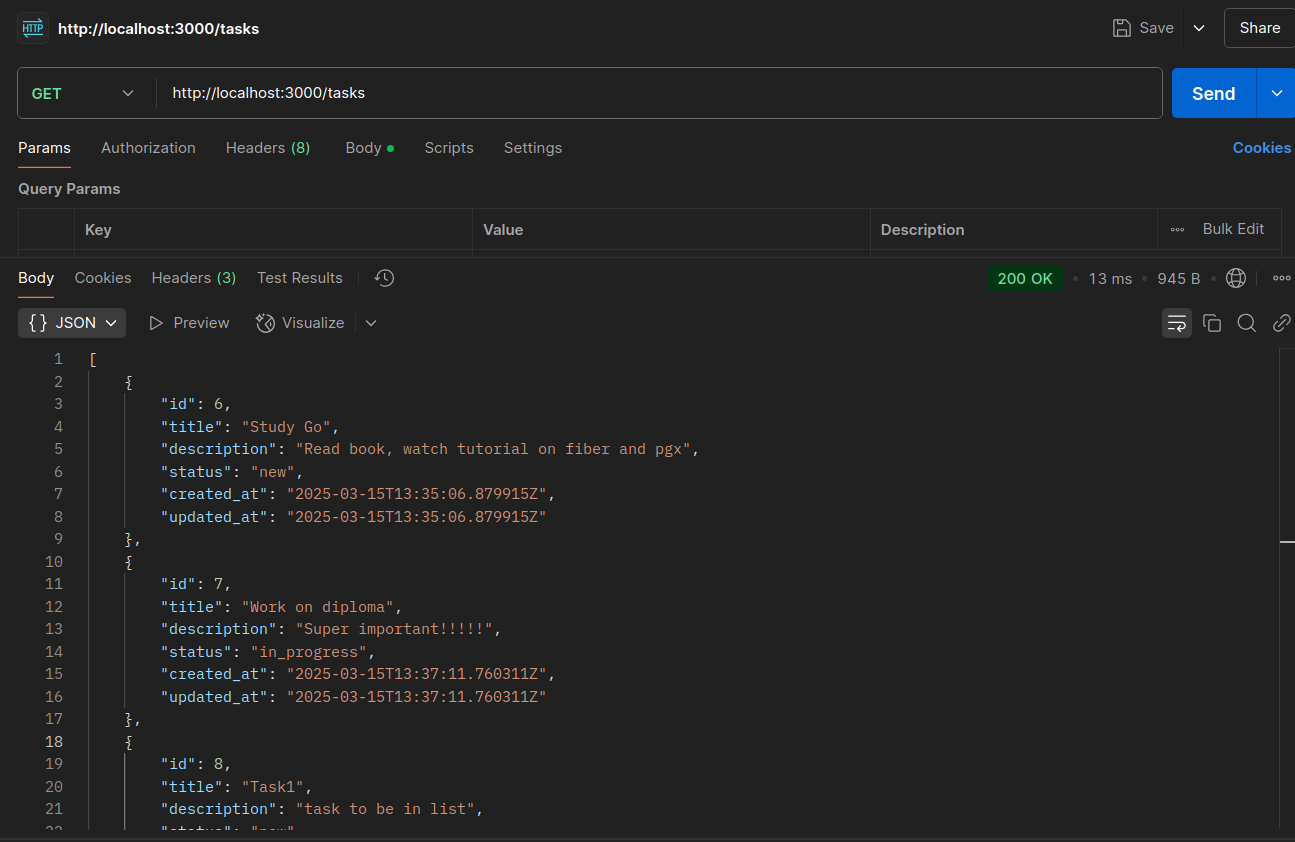 HTTP http://localhost:3000/tasks Save Share
GET http://localhost:3000/tasks Send
Params Authorization Headers (8) Body Scripts Settings Cookies
Query Params
Key Value Description Bulk Edit
Body Cookies Headers (3) Test Results 200 OK 13 ms 945 B
{} JSON Preview Visualize
1 [
2 {
3 "id": 6,
4 "title": "Study Go",
5 "description": "Read book, watch tutorial on fiber and pgx",
6 "status": "new",
7 "created_at": "2025-03-15T13:35:06.879915Z",
8 "updated_at": "2025-03-15T13:35:06.879915Z"
9 },
10 {
11 "id": 7,
12 "title": "Work on diploma",
13 "description": "Super important!!!!!",
14 "status": "in_progress",
15 "created_at": "2025-03-15T13:37:11.760311Z",
16 "updated_at": "2025-03-15T13:37:11.760311Z"
17 },
18 {
19 "id": 8,
20 "title": "Task1",
21 "description": "task to be in list",
22 "status": "new"